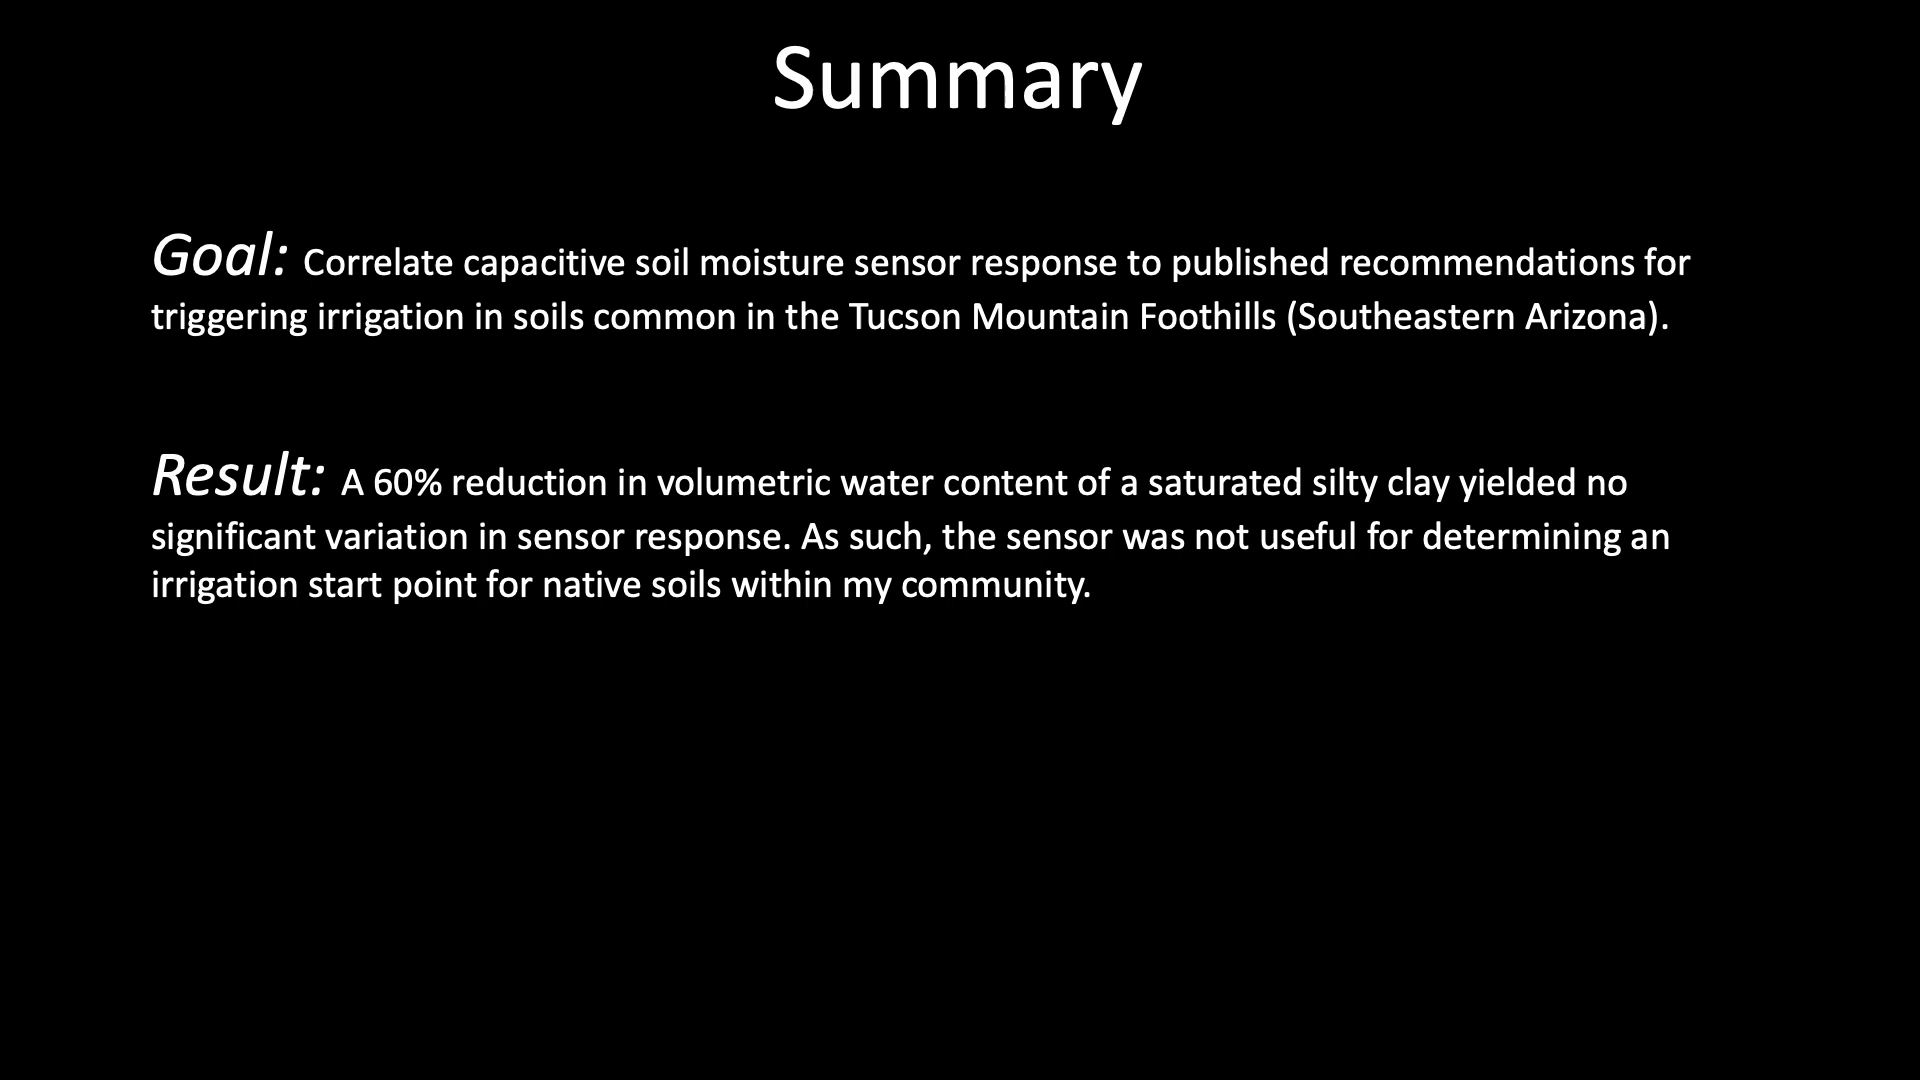 Summary
Goal: Correlate capacitive soil moisture sensor response to published recommendations for
triggering irrigation in soils common in the Tucson Mountain Foothills (Southeastern Arizona).
Result: A 60% reduction in volumetric water content of a saturated silty clay yielded no
significant variation in sensor response. As such, the sensor was not useful for determining an
irrigation start point for native soils within my community.